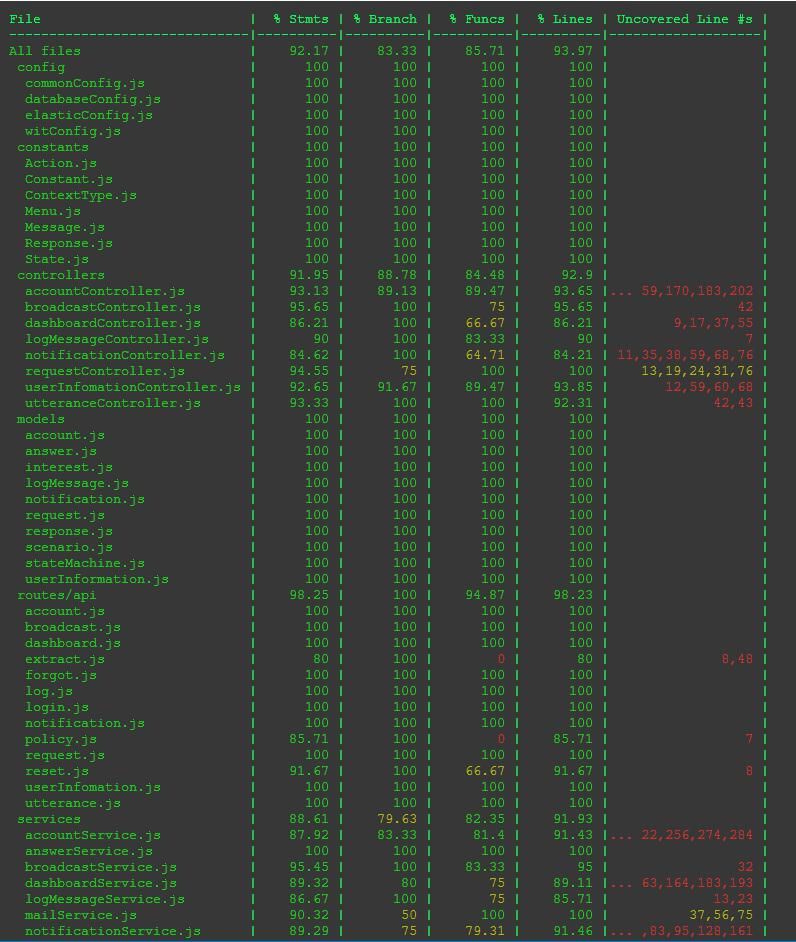 File | % Stmts | % Branch | % Funcs | % Lines | Uncovered Line #s |
------------------------------|----------|----------|----------|----------|-------------------|
All files | 92.17 | 83.33 | 85.71 | 93.97 | |
config | 100 | 100 | 100 | 100 | |
commonConfig.js | 100 | 100 | 100 | 100 | |
databaseConfig.js | 100 | 100 | 100 | 100 | |
elasticConfig.js | 100 | 100 | 100 | 100 | |
witConfig.js | 100 | 100 | 100 | 100 | |
constants | 100 | 100 | 100 | 100 | |
Action.js | 100 | 100 | 100 | 100 | |
Constant.js | 100 | 100 | 100 | 100 | |
ContextType.js | 100 | 100 | 100 | 100 | |
Menu.js | 100 | 100 | 100 | 100 | |
Message.js | 100 | 100 | 100 | 100 | |
Response.js | 100 | 100 | 100 | 100 | |
State.js | 100 | 100 | 100 | 100 | |
controllers | 91.95 | 88.78 | 84.48 | 92.9 | |
accountController.js | 93.13 | 89.13 | 89.47 | 93.65 |... 59,170,183,202 |
broadcastController.js | 95.65 | 100 | 75 | 95.65 | 42 |
dashboardController.js | 86.21 | 100 | 66.67 | 86.21 | 9,17,37,55 |
logMessageController.js | 90 | 100 | 83.33 | 90 | 7 |
notificationController.js | 84.62 | 100 | 64.71 | 84.21 | 11,35,38,59,68,76 |
requestController.js | 94.55 | 75 | 100 | 100 | 13,19,24,31,76 |
userInfomationController.js | 92.65 | 91.67 | 89.47 | 93.85 | 12,59,60,68 |
utteranceController.js | 93.33 | 100 | 100 | 92.31 | 42,43 |
models | 100 | 100 | 100 | 100 | |
account.js | 100 | 100 | 100 | 100 | |
answer.js | 100 | 100 | 100 | 100 | |
interest.js | 100 | 100 | 100 | 100 | |
logMessage.js | 100 | 100 | 100 | 100 | |
notification.js | 100 | 100 | 100 | 100 | |
request.js | 100 | 100 | 100 | 100 | |
response.js | 100 | 100 | 100 | 100 | |
scenario.js | 100 | 100 | 100 | 100 | |
stateMachine.js | 100 | 100 | 100 | 100 | |
userInformation.js | 100 | 100 | 100 | 100 | |
routes/api | 98.25 | 100 | 94.87 | 98.23 | |
account.js | 100 | 100 | 100 | 100 | |
broadcast.js | 100 | 100 | 100 | 100 | |
dashboard.js | 100 | 100 | 100 | 100 | |
extract.js | 80 | 100 | 0 | 80 | 8,48 |
forgot.js | 100 | 100 | 100 | 100 | |
log.js | 100 | 100 | 100 | 100 | |
login.js | 100 | 100 | 100 | 100 | |
notification.js | 100 | 100 | 100 | 100 | |
policy.js | 85.71 | 100 | 0 | 85.71 | 7 |
request.js | 100 | 100 | 100 | 100 | |
reset.js | 91.67 | 100 | 66.67 | 91.67 | 8 |
userInfomation.js | 100 | 100 | 100 | 100 | |
utterance.js | 100 | 100 | 100 | 100 | |
services | 88.61 | 79.63 | 82.35 | 91.93 | |
accountService.js | 87.92 | 83.33 | 81.4 | 91.43 |... 22,256,274,284 |
answerService.js | 100 | 100 | 100 | 100 | |
broadcastService.js | 95.45 | 100 | 83.33 | 95 | 32 |
dashboardService.js | 89.32 | 80 | 75 | 89.11 |... 63,164,183,193 |
logMessageService.js | 86.67 | 100 | 75 | 85.71 | 13,23 |
mailService.js | 90.32 | 50 | 100 | 100 | 37,56,75 |
notificationService.js | 89.29 | 75 | 79.31 | 91.46 |... ,83,95,128,161 |